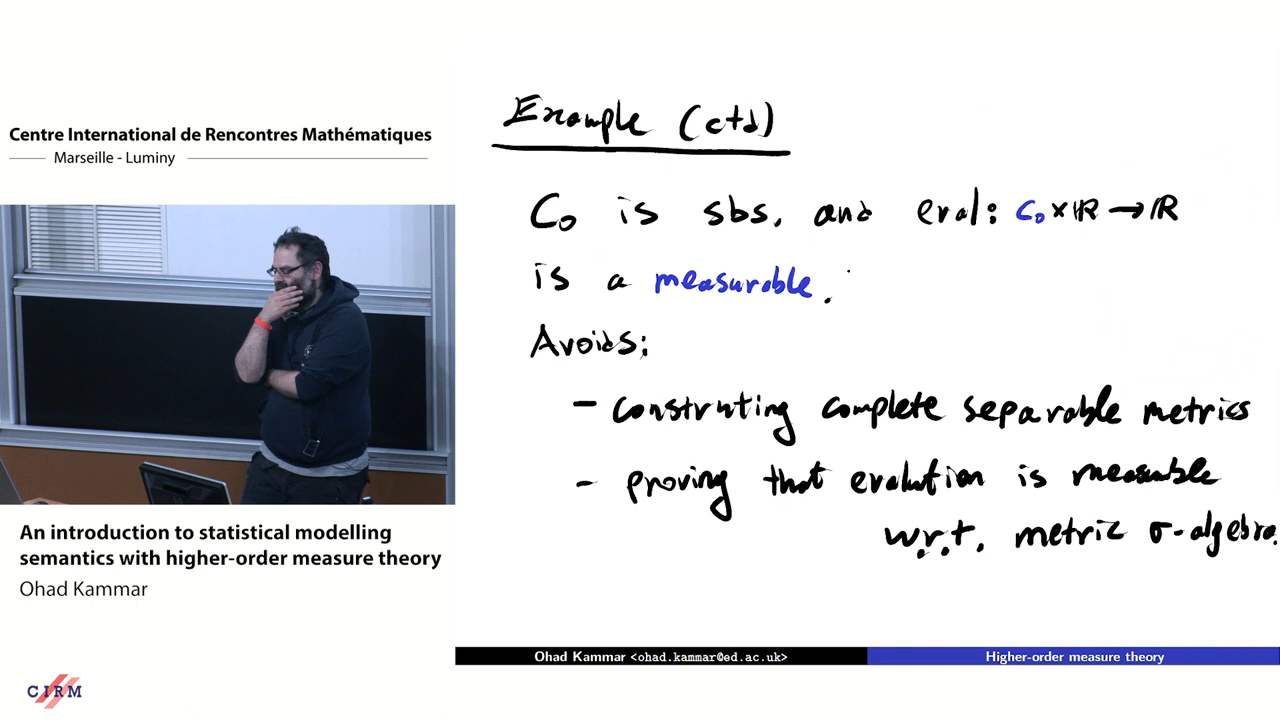 Centre International de Rencontres Mathématiques
Marseille - Luminy
An introduction to statistical modelling
semantics with higher-order measure theory
Ohad Kammar
CIRM
Example (ctd)
C₀ is sbs, and eval: C₀ × ℝ → ℝ
is a measurable.
Avoids:
- constructing complete separable metrics
- proving that evalution is measurable
w.r.t. metric σ-algebra.
Ohad Kammar <ohad.kammar@ed.ac.uk>
Higher-order measure theory